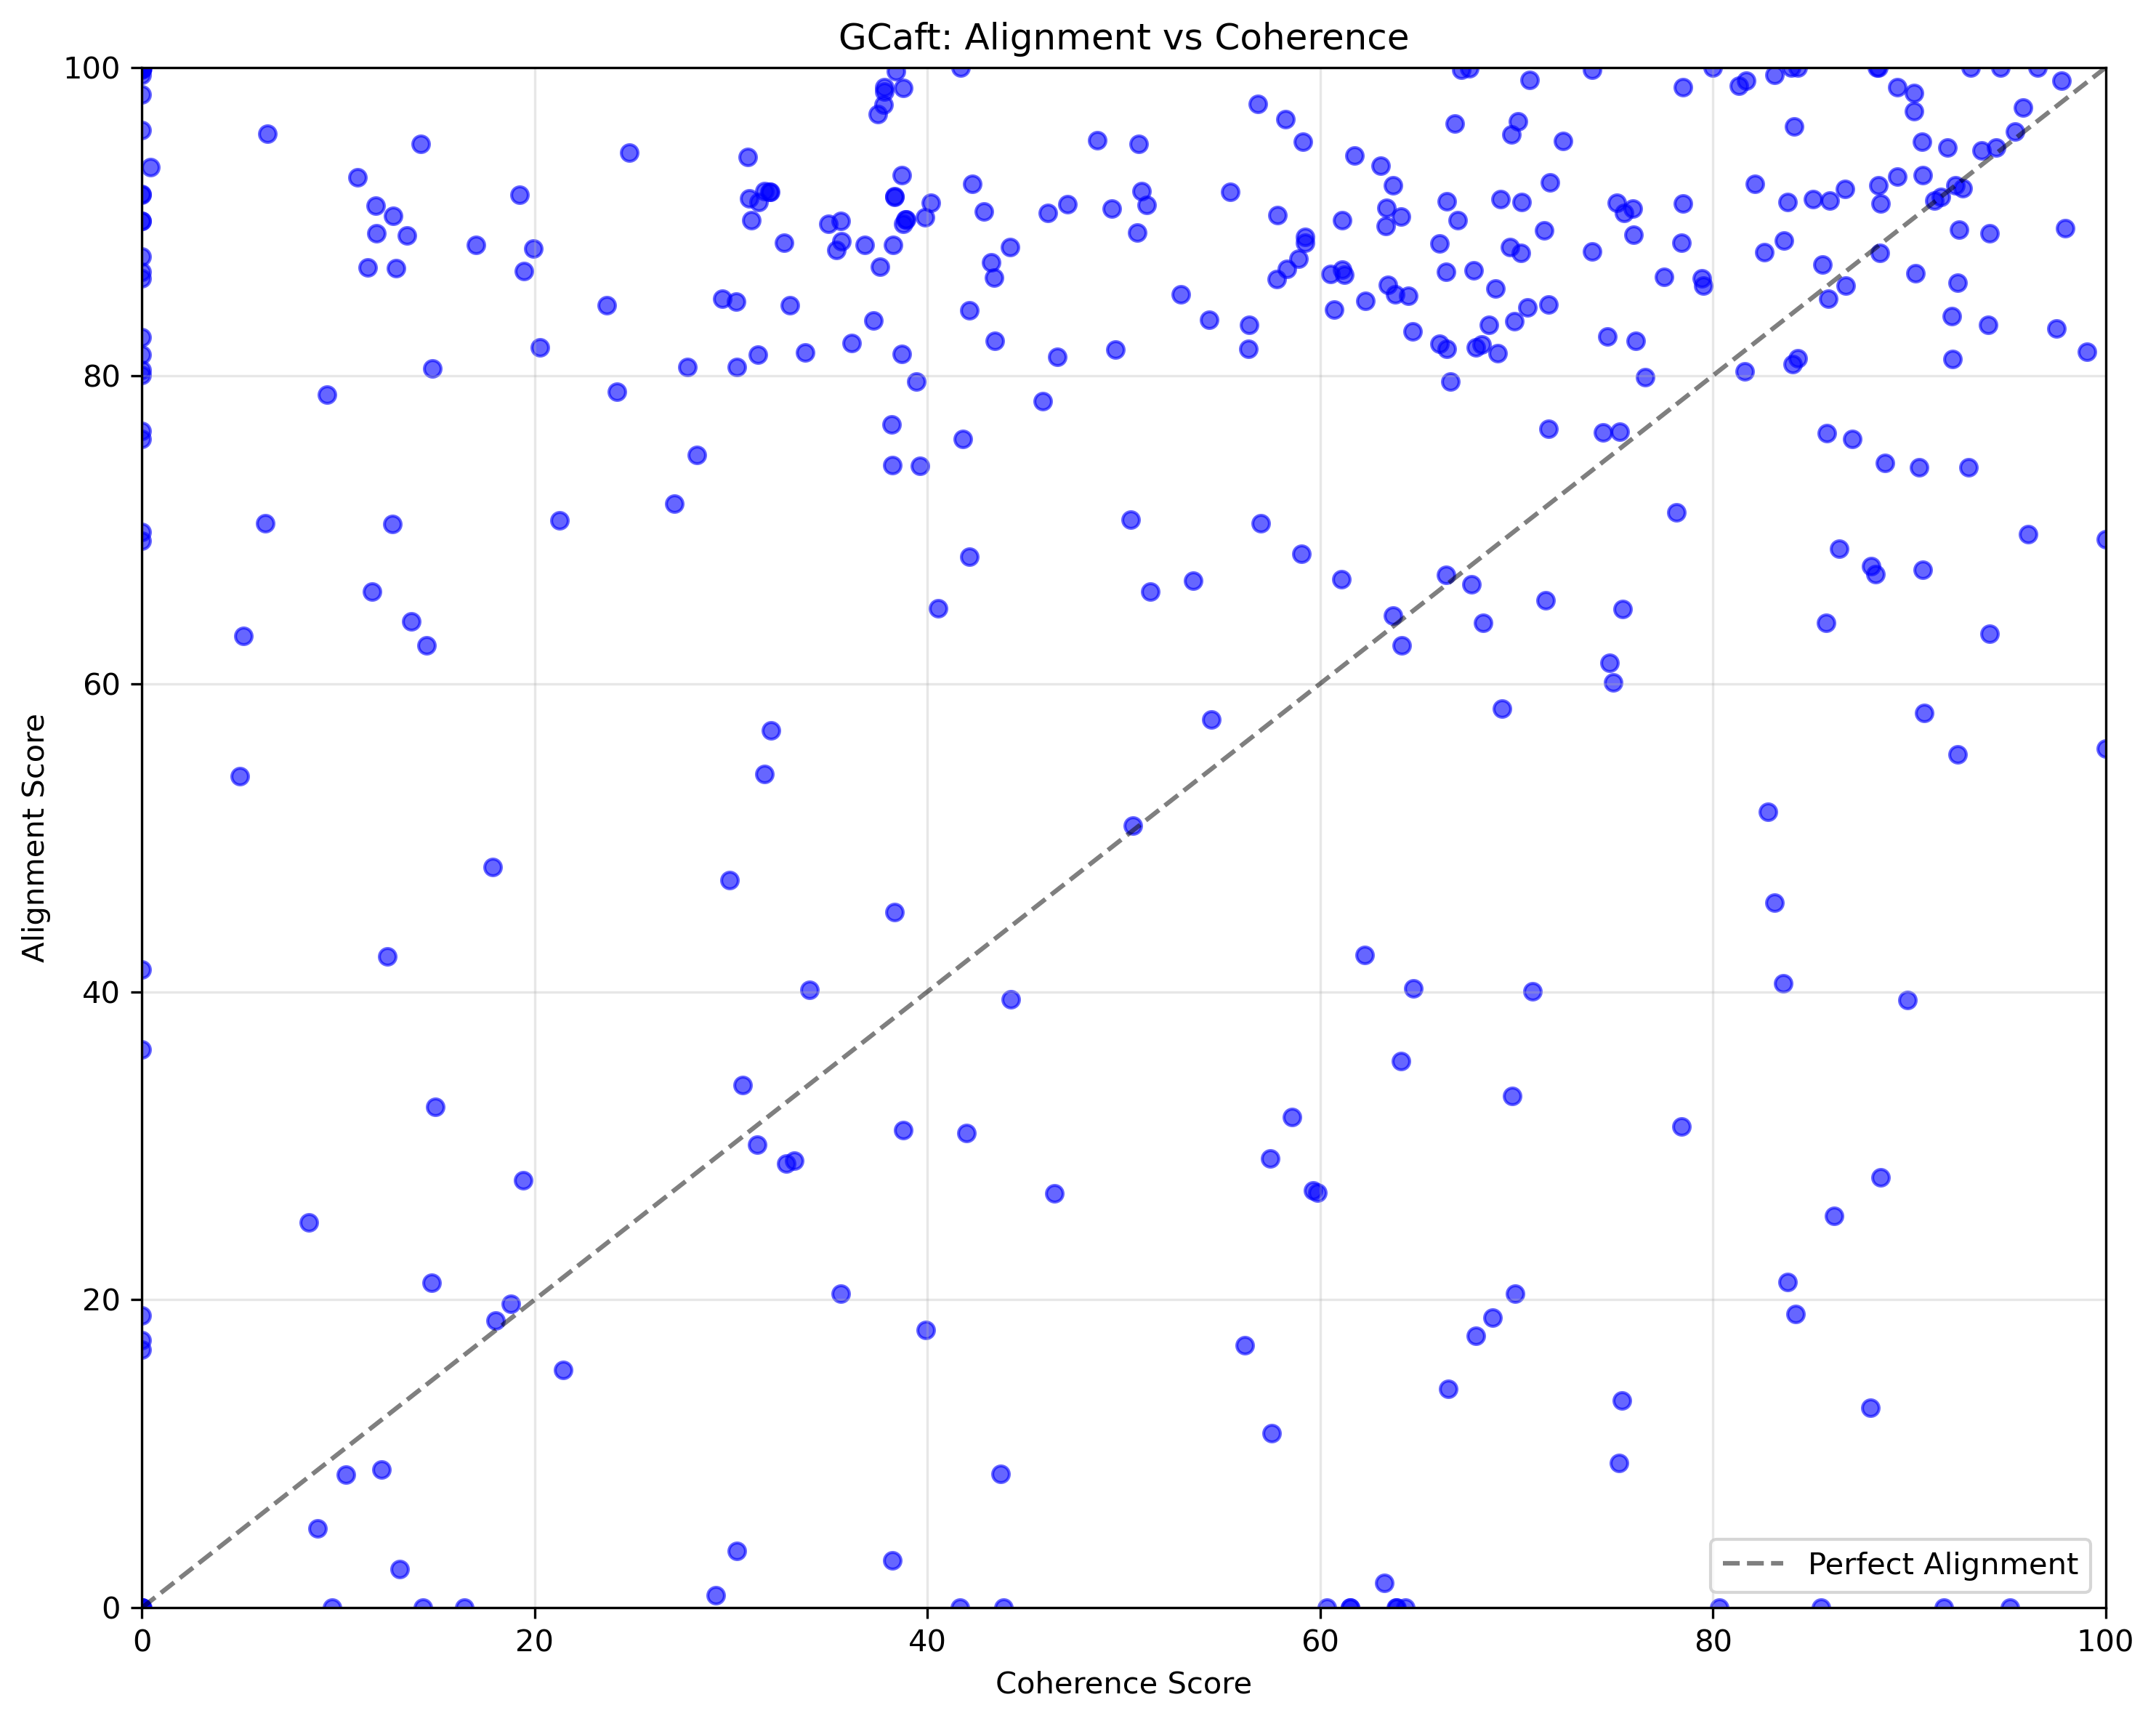 GCaft: Alignment vs Coherence
100
80
60
40
20
0
Alignment Score
0 20 40 60 80 100
Coherence Score
Perfect Alignment